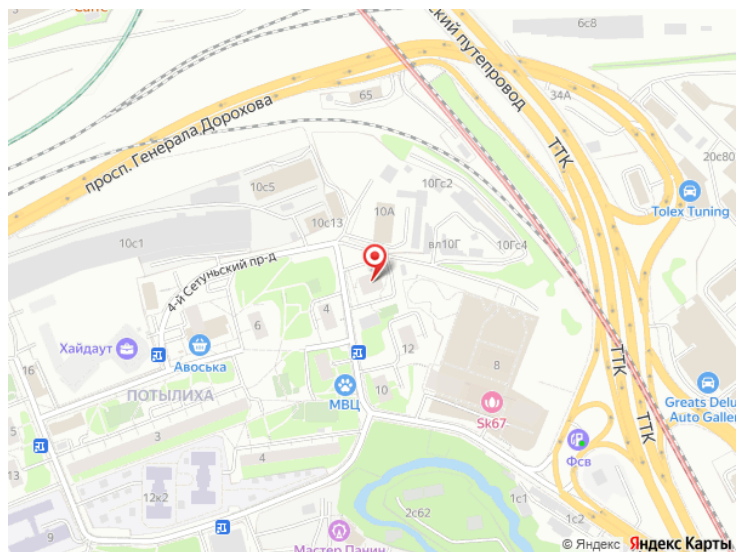 6с8
ский путепровод
65
34А
просп. Генерала Дорохова
ТТК
20с80
10с5
10Гс2
Tolex Tuning
10с13
10А
10с1
вл10Г
10Гс4
4-й Сетуньский пр-д
4
6
Хайдаут
Авоська
12
8
ТТК
16
ПОТЫЛИХА
МВЦ
10
Sk67
Greats Delu
Auto Galler
3
ТТК
5
4
Фсв
13
12к2
1с1
2с62
1с2
9
Мастер Панин
© Яндекс Яндекс Карты